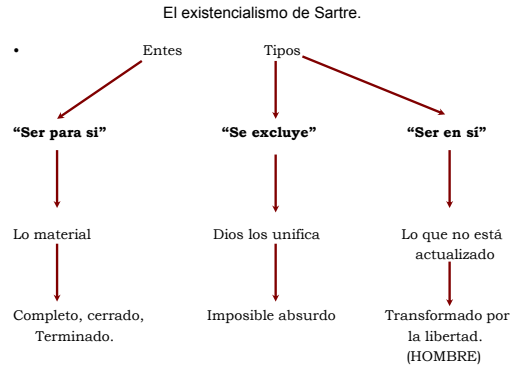 El existencialismo de Sartre.
• Entes Tipos
“Ser para si” “Se excluye” “Ser en sí”
Lo material Dios los unifica Lo que no está
actualizado
Completo, cerrado, Imposible absurdo Transformado por
Terminado. la libertad.
(HOMBRE)